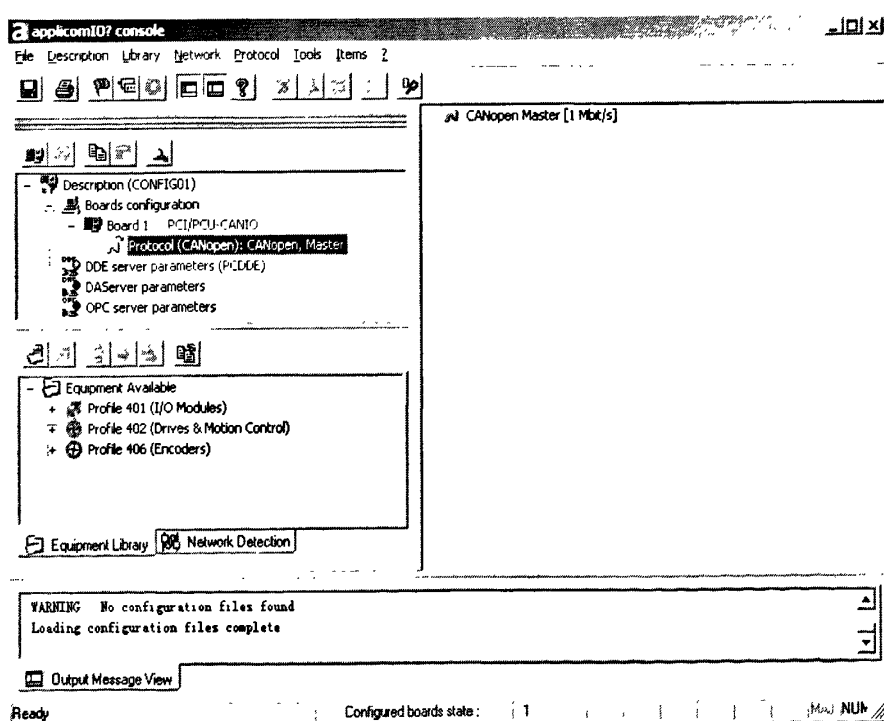 applicomIO? console
File Description Library Network Protocol Tools Items ?
CANopen Master [1 Mbit/s]
Description (CONFIG01)
Boards configuration
Board 1 PCI/PCU-CANIO
Protocol (CANopen): CANopen, Master
DDE server parameters (PCDDE)
DAServer parameters
OPC server parameters
Equipment Available
Profile 401 (I/O Modules)
Profile 402 (Drives & Motion Control)
Profile 406 (Encoders)
Equipment Library Network Detection
WARNING No configuration files found
Loading configuration files complete
Output Message View
Ready Configured boards state : 1 MAJ NUM